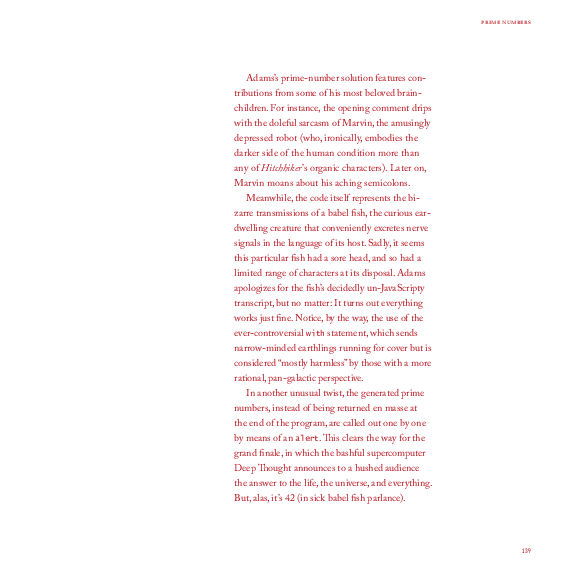 PRIME NUMBERS
Adams's prime-number solution features con-
tributions from some of his most beloved brain-
children. For instance, the opening comment drips
with the doleful sarcasm of Marvin, the amusingly
depressed robot (who, ironically, embodies the
darker side of the human condition more than
any of Hitchhiker's organic characters). Later on,
Marvin moans about his aching semicolons.
Meanwhile, the code itself represents the bi-
zarre transmissions of a babel fish, the curious ear-
dwelling creature that conveniently excretes nerve
signals in the language of its host. Sadly, it seems
this particular fish had a sore head, and so had a
limited range of characters at its disposal. Adams
apologizes for the fish's decidedly un-JavaScripty
transcript, but no matter: It turns out everything
works just fine. Notice, by the way, the use of the
ever-controversial with statement, which sends
narrow-minded earthlings running for cover but is
considered "mostly harmless" by those with a more
rational, pan-galactic perspective.
In another unusual twist, the generated prime
numbers, instead of being returned en masse at
the end of the program, are called out one by one
by means of an alert. This clears the way for the
grand finale, in which the bashful supercomputer
Deep Thought announces to a hushed audience
the answer to the life, the universe, and everything.
But, alas, it's 42 (in sick babel fish parlance).
139